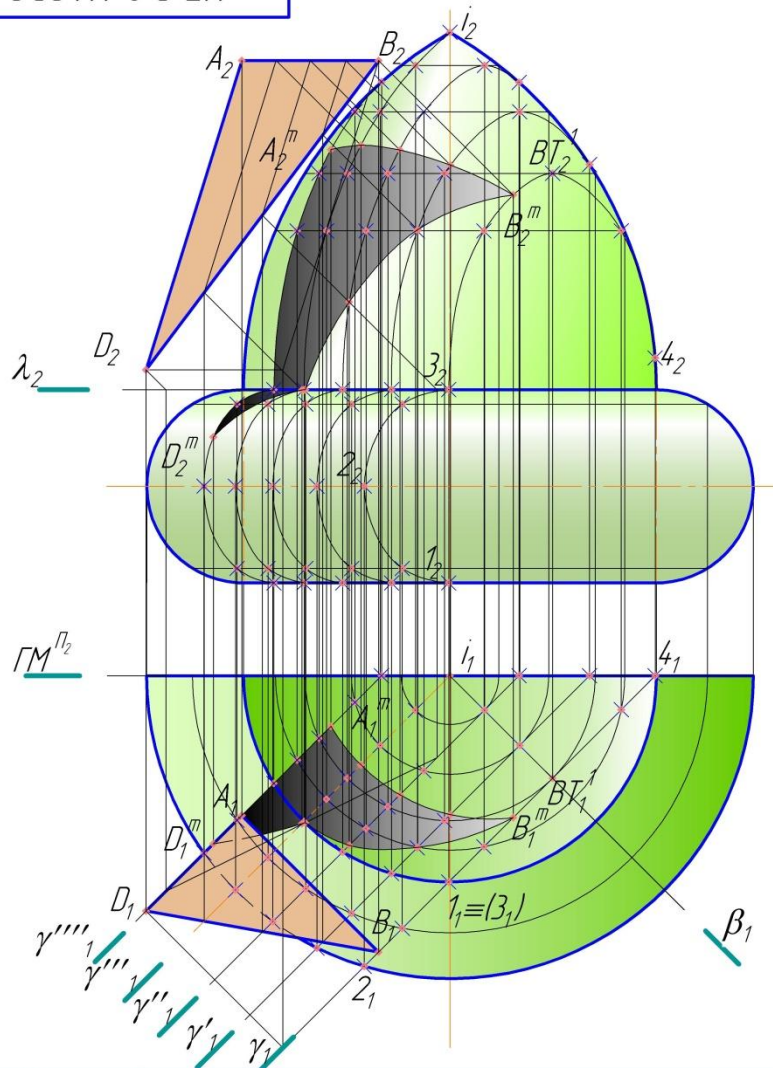 i₂
A₂ B₂
A₂ᵐ BT₂¹
B₂ᵐ
D₂
λ₂ 3₂ 4₂
D₂ᵐ 2₂
1₂
ГМᴾ²
i₁ 4₁
A₁ᵐ
A₁ BT₁¹
D₁ᵐ B₁ᵐ
D₁ 1₁≡(3₁)
B₁ β₁
γ''''₁ 2₁
γ'''₁
γ''₁
γ'₁
γ₁